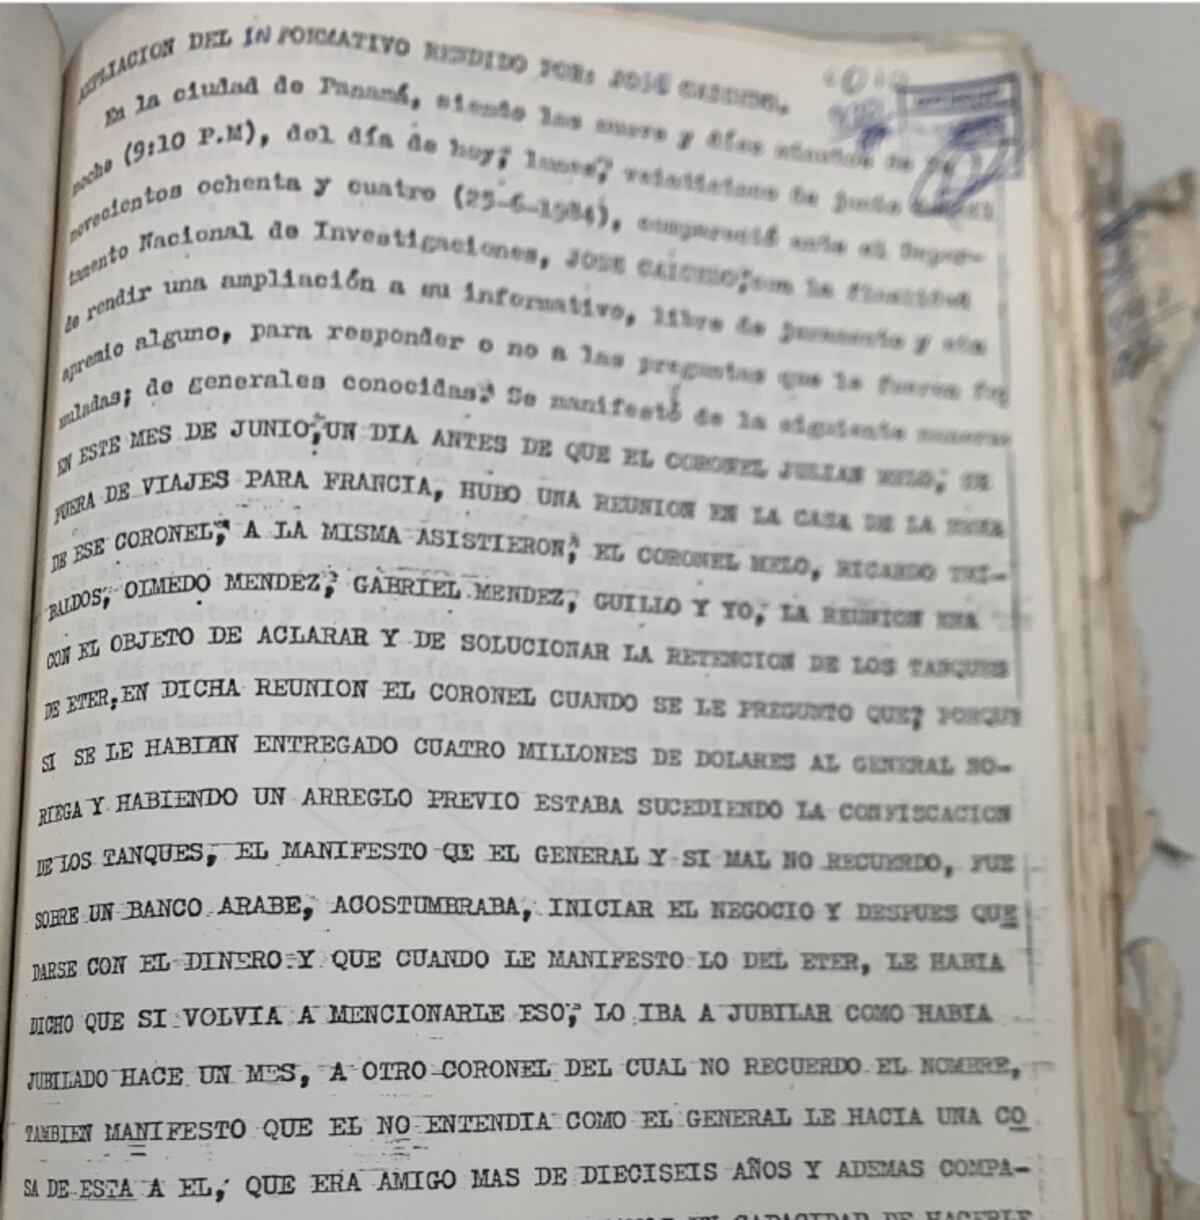 AMPLIACION DEL INFORMATIVO RENDIDO POR: JOSE CAICEDO.
En la ciudad de Panamá, siendo las nueve y diez minutos de la
noche (9:10 P.M), del día de hoy, lunes, veinticinco de junio de mil
novecientos ochenta y cuatro (25-6-1984), compareció ante el Depar-
tamento Nacional de Investigaciones, JOSE CAICEDO, con la finalidad
de rendir una ampliación a su informativo, libre de juramento y sin
apremio alguno, para responder o no a las preguntas que le fueren for
muladas; de generales conocidas. Se manifestó de la siguiente manera:
EN ESTE MES DE JUNIO, UN DIA ANTES DE QUE EL CORONEL JULIAN MELO, SE
FUERA DE VIAJES PARA FRANCIA, HUBO UNA REUNION EN LA CASA DE LA
DE ESE CORONEL, A LA MISMA ASISTIERON, EL CORONEL MELO, RICARDO TRI-
BALDOS, OLMEDO MENDEZ, GABRIEL MENDEZ, GUILLO Y YO, LA REUNION ERA
CON EL OBJETO DE ACLARAR Y DE SOLUCIONAR LA RETENCION DE LOS TANQUES
DE ETER, EN DICHA REUNION EL CORONEL CUANDO SE LE PREGUNTO QUE, PORQUE
SI SE LE HABIAN ENTREGADO CUATRO MILLONES DE DOLARES AL GENERAL NO-
RIEGA Y HABIENDO UN ARREGLO PREVIO ESTABA SUCEDIENDO LA CONFISCACION
DE LOS TANQUES, EL MANIFESTO QE EL GENERAL Y SI MAL NO RECUERDO, FUE
SOBRE UN BANCO ARABE, ACOSTUMBRABA, INICIAR EL NEGOCIO Y DESPUES QUE
DARSE CON EL DINERO Y QUE CUANDO LE MANIFESTO LO DEL ETER, LE HABIA
DICHO QUE SI VOLVIA A MENCIONARLE ESO, LO IBA A JUBILAR COMO HABIA
JUBILADO HACE UN MES, A OTRO CORONEL DEL CUAL NO RECUERDO EL NOMBRE,
TAMBIEN MANIFESTO QUE EL NO ENTENDIA COMO EL GENERAL LE HACIA UNA CO
SA DE ESTA A EL, QUE ERA AMIGO MAS DE DIECISEIS AÑOS Y ADEMAS COMPA-
CAPACIDAD DE HACERLE